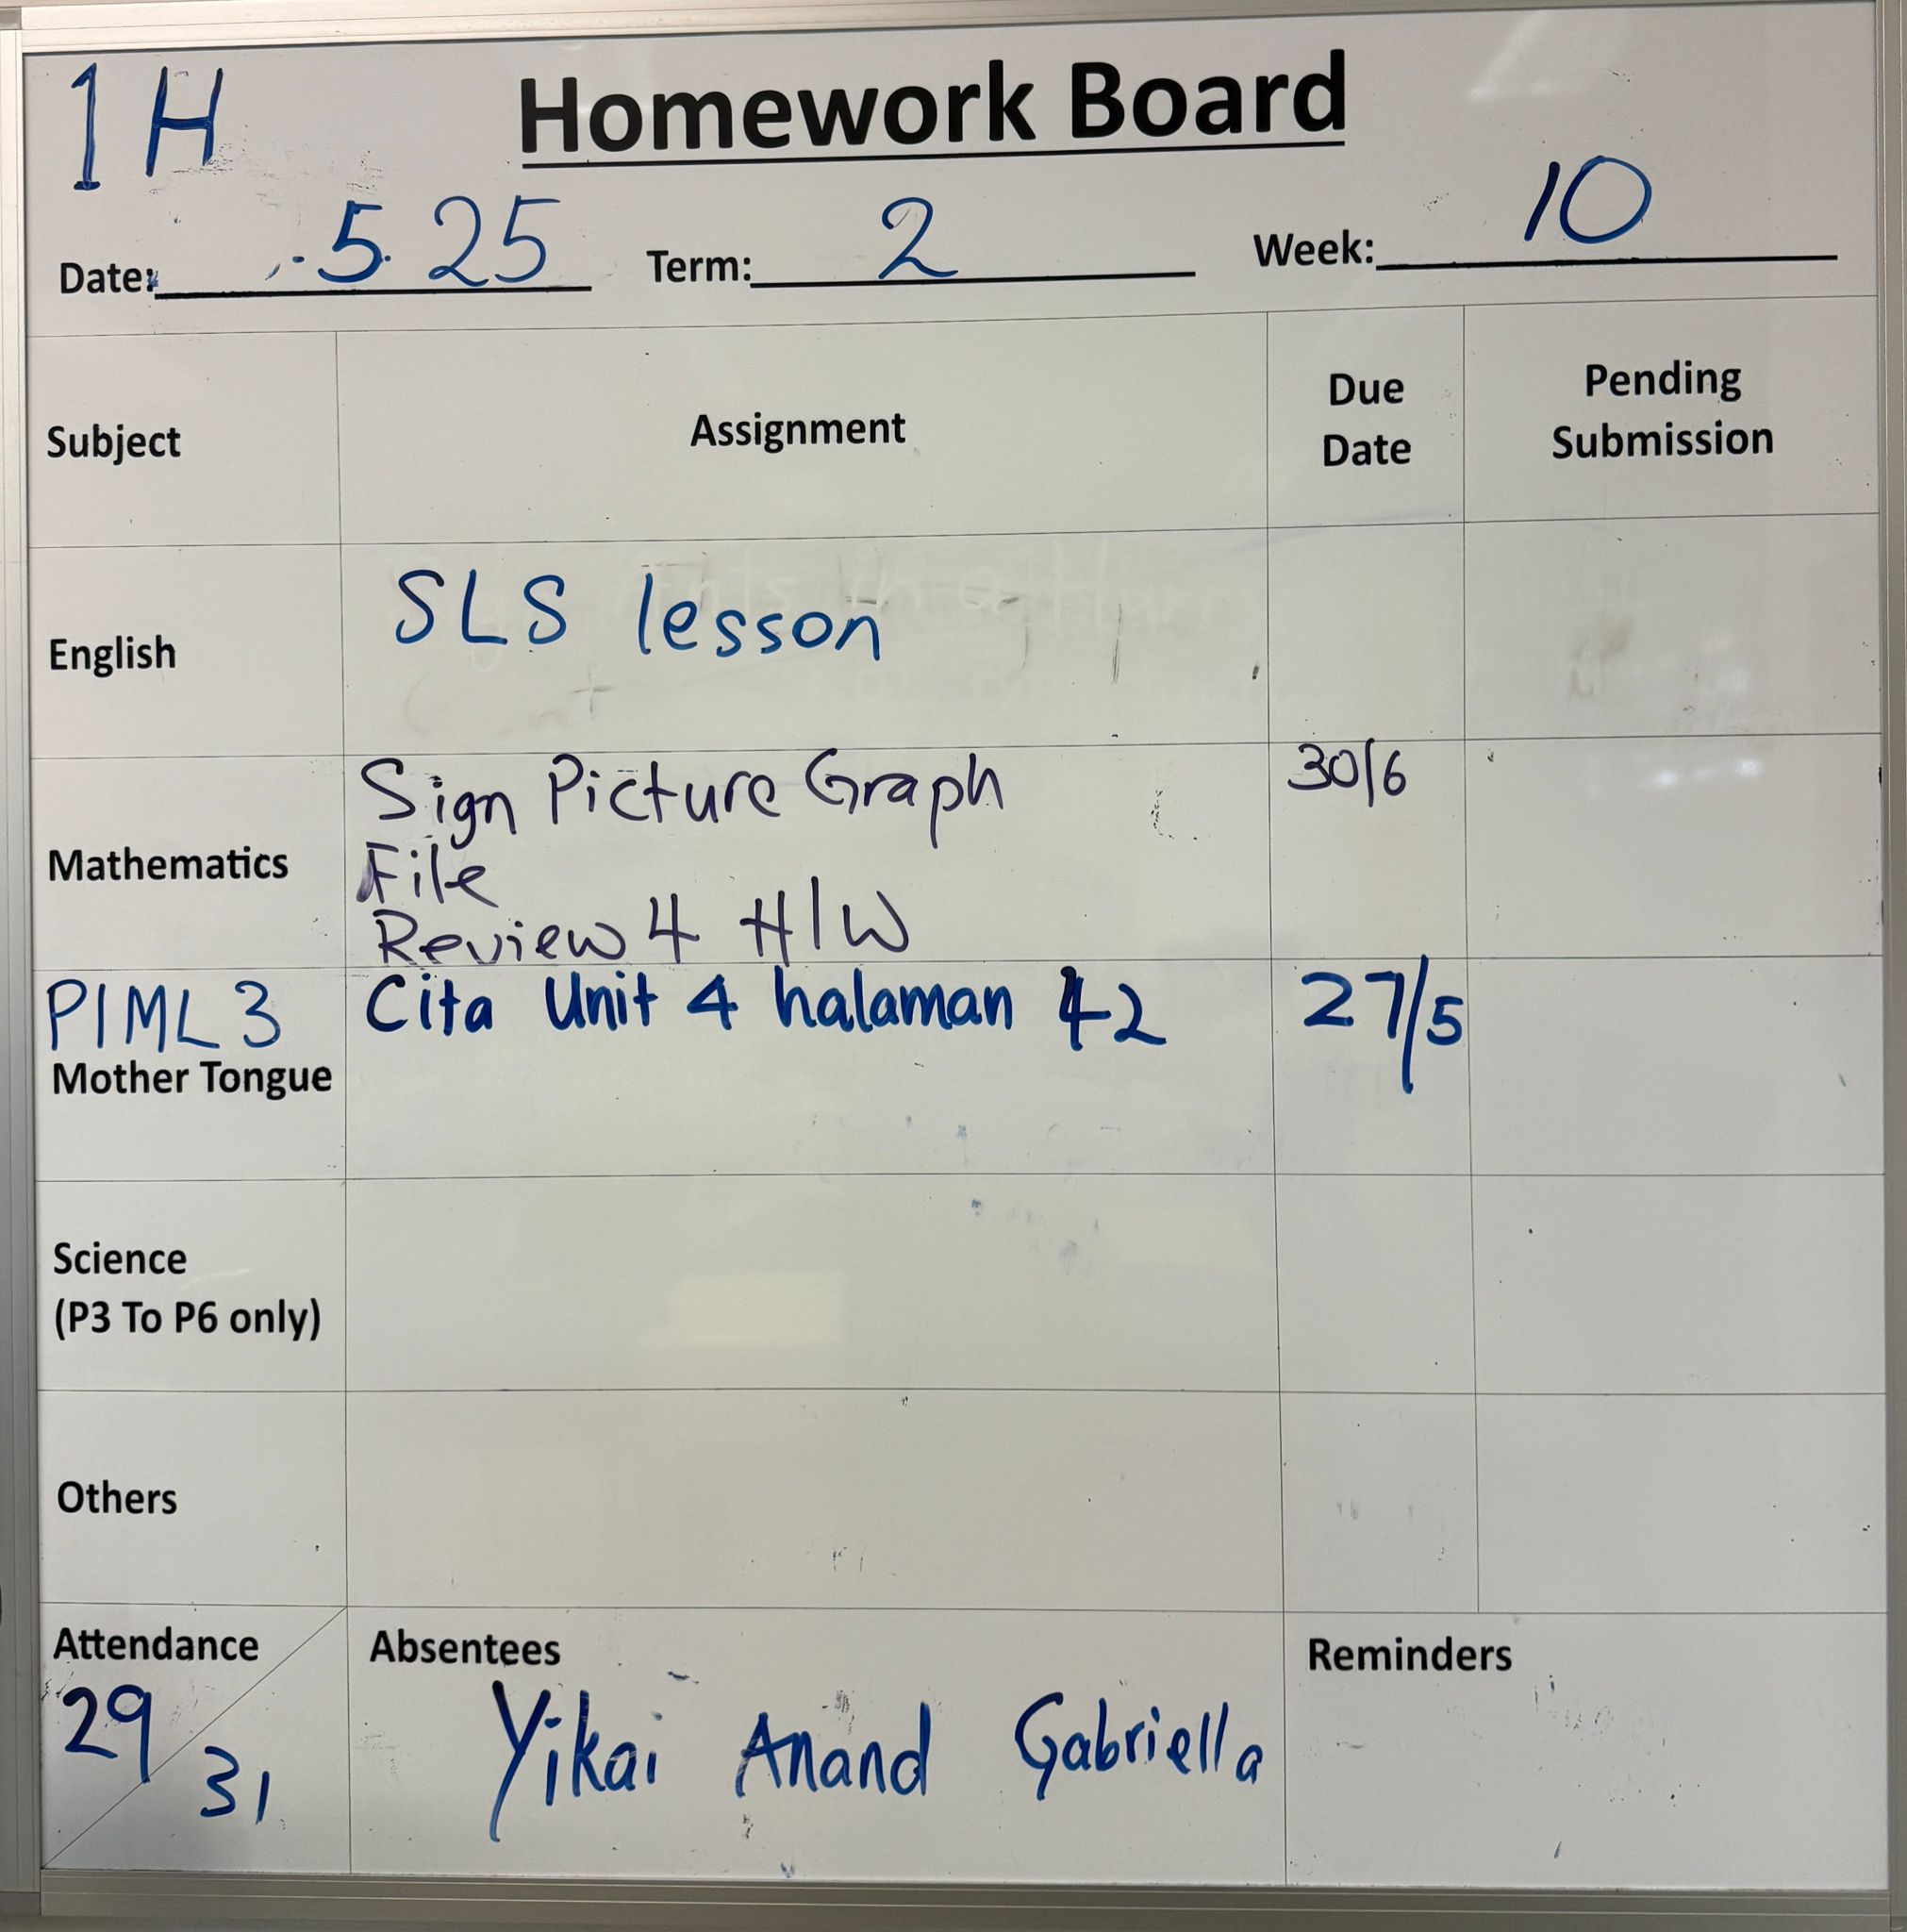 1H
Homework Board
Date: .5.25 Term: 2 Week: 10
Subject Assignment Due Date Pending Submission
English SLS lesson
Mathematics Sign Picture Graph 30/6
File
Review 4 H/W
P1ML3 Cita Unit 4 halaman 42 27/5
Mother Tongue
Science
(P3 To P6 only)
Others
Attendance Absentees Reminders
29/31 Yikai Anand Gabriella